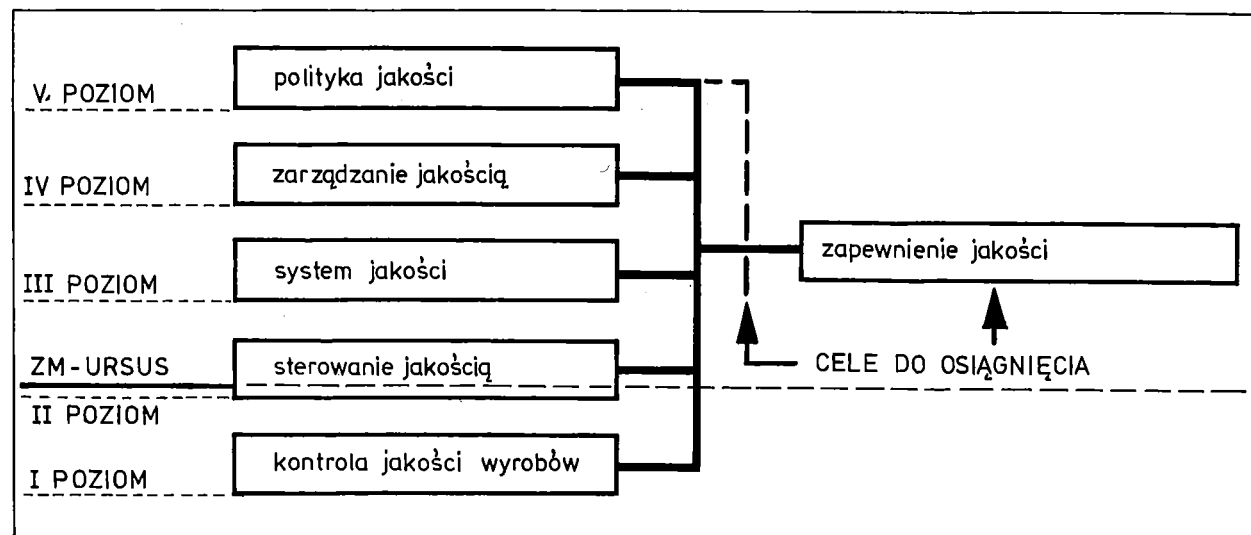 V. POZIOM
polityka jakości
IV POZIOM
zarządzanie jakością
III POZIOM
system jakości
zapewnienie jakości
ZM-URSUS
sterowanie jakością
CELE DO OSIĄGNIĘCIA
II POZIOM
I POZIOM
kontrola jakości wyrobów